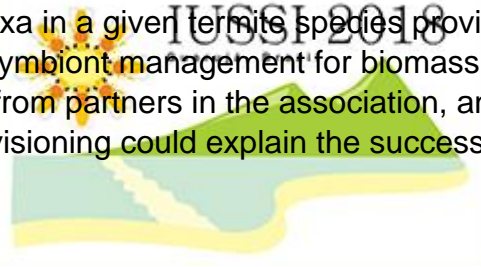 xa in a given termite species provi
IUSSI 2018
ymbiont management for biomass
from partners in the association, ar
visioning could explain the success